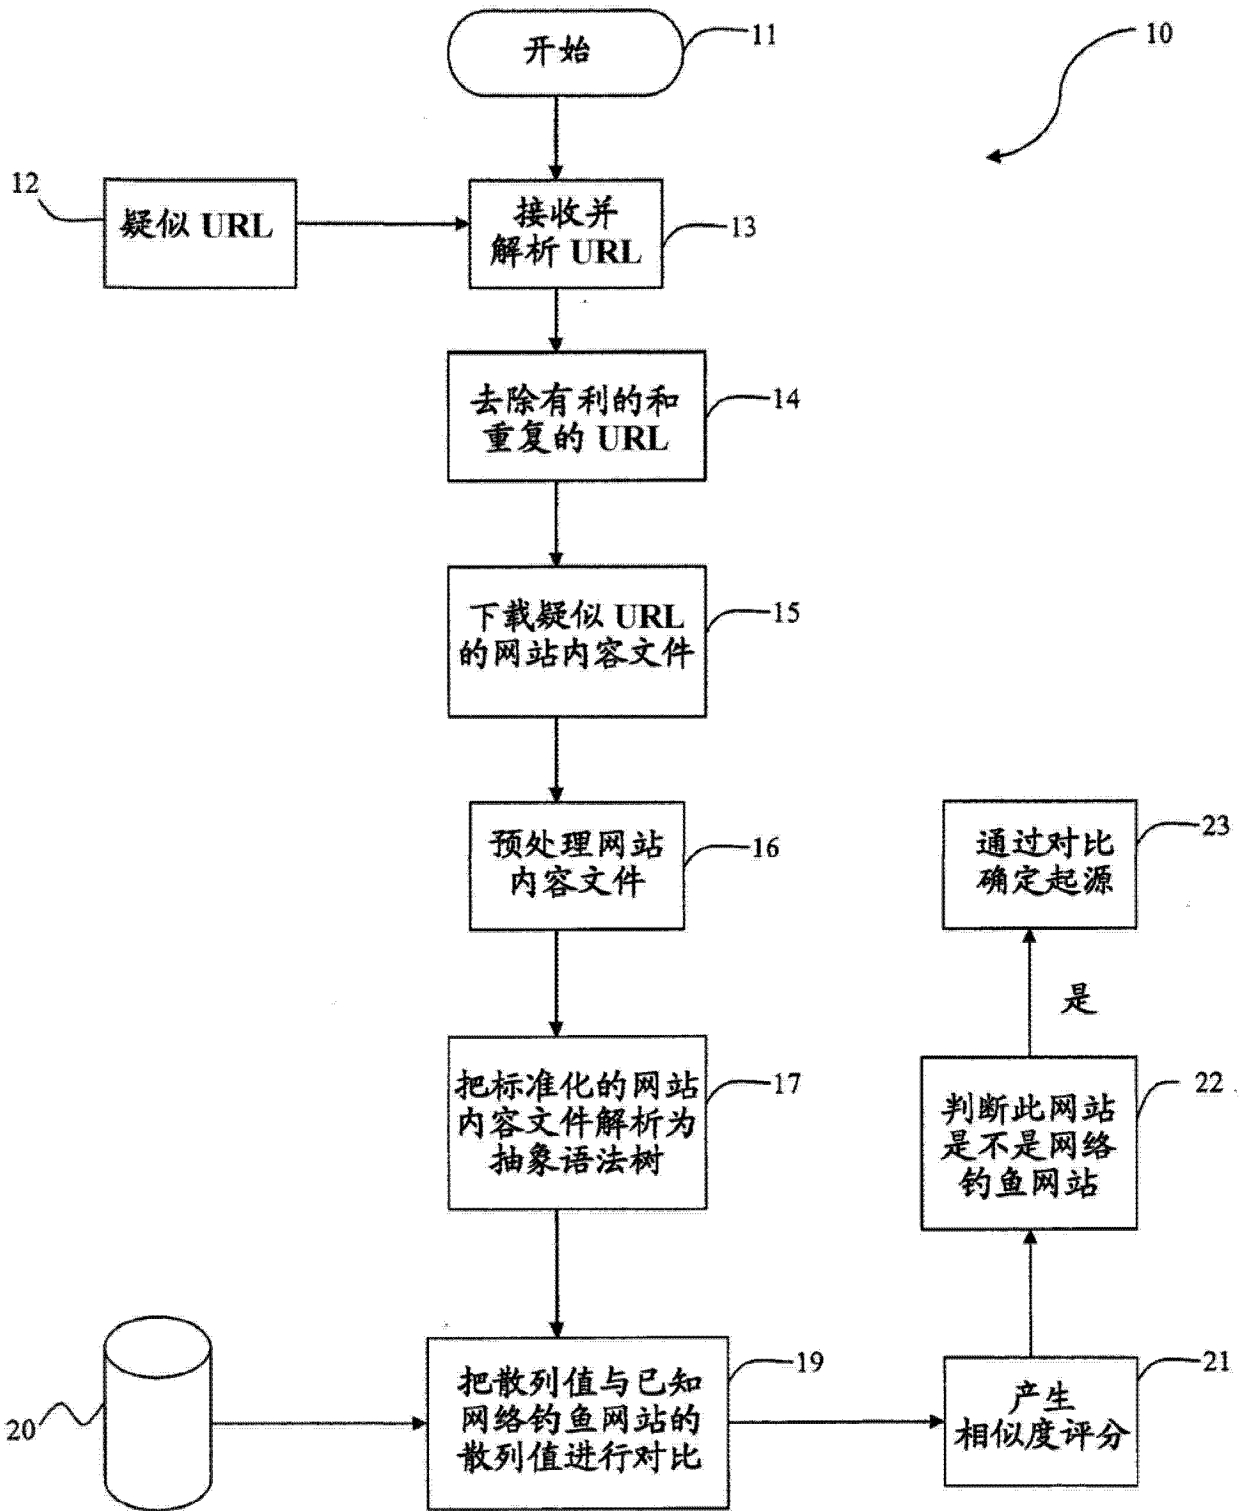 开始
11
10
12
疑似 URL
接收并
解析 URL
13
去除有利的和
重复的 URL
14
下载疑似 URL
的网站内容文件
15
预处理网站
内容文件
16
通过对比
确定起源
23
是
把标准化的网站
内容文件解析为
抽象语法树
17
判断此网站
是不是网络
钓鱼网站
22
20
把散列值与已知
网络钓鱼网站的
散列值进行对比
19
产生
相似度评分
21